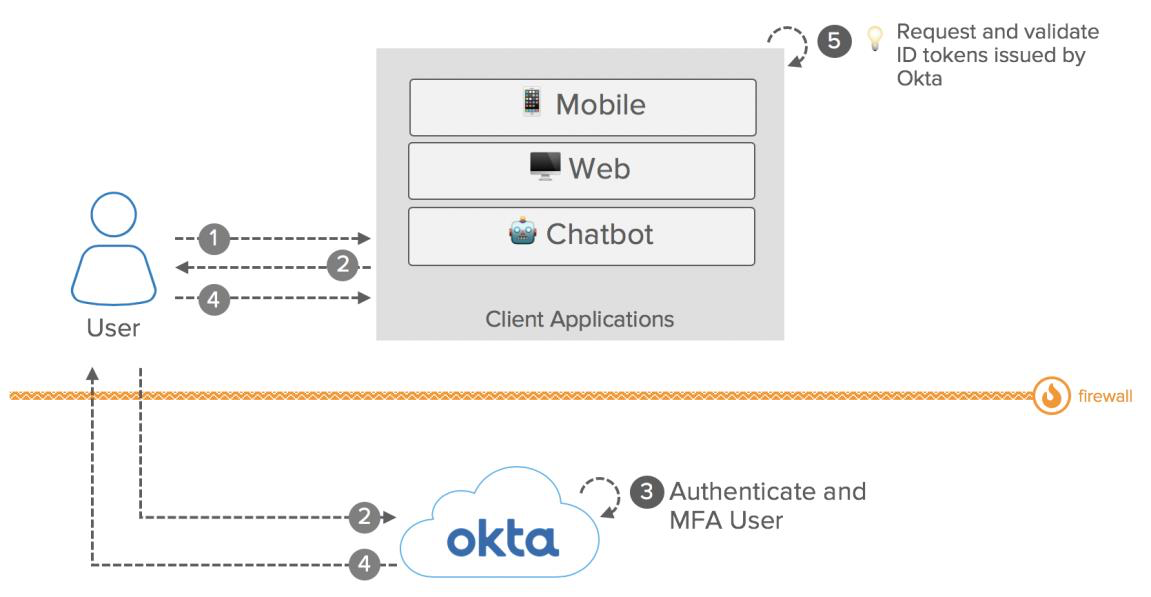 5
Request and validate
ID tokens issued by
Okta
Mobile
Web
Chatbot
1
2
4
Client Applications
User
firewall
3
Authenticate and
MFA User
2
okta
4